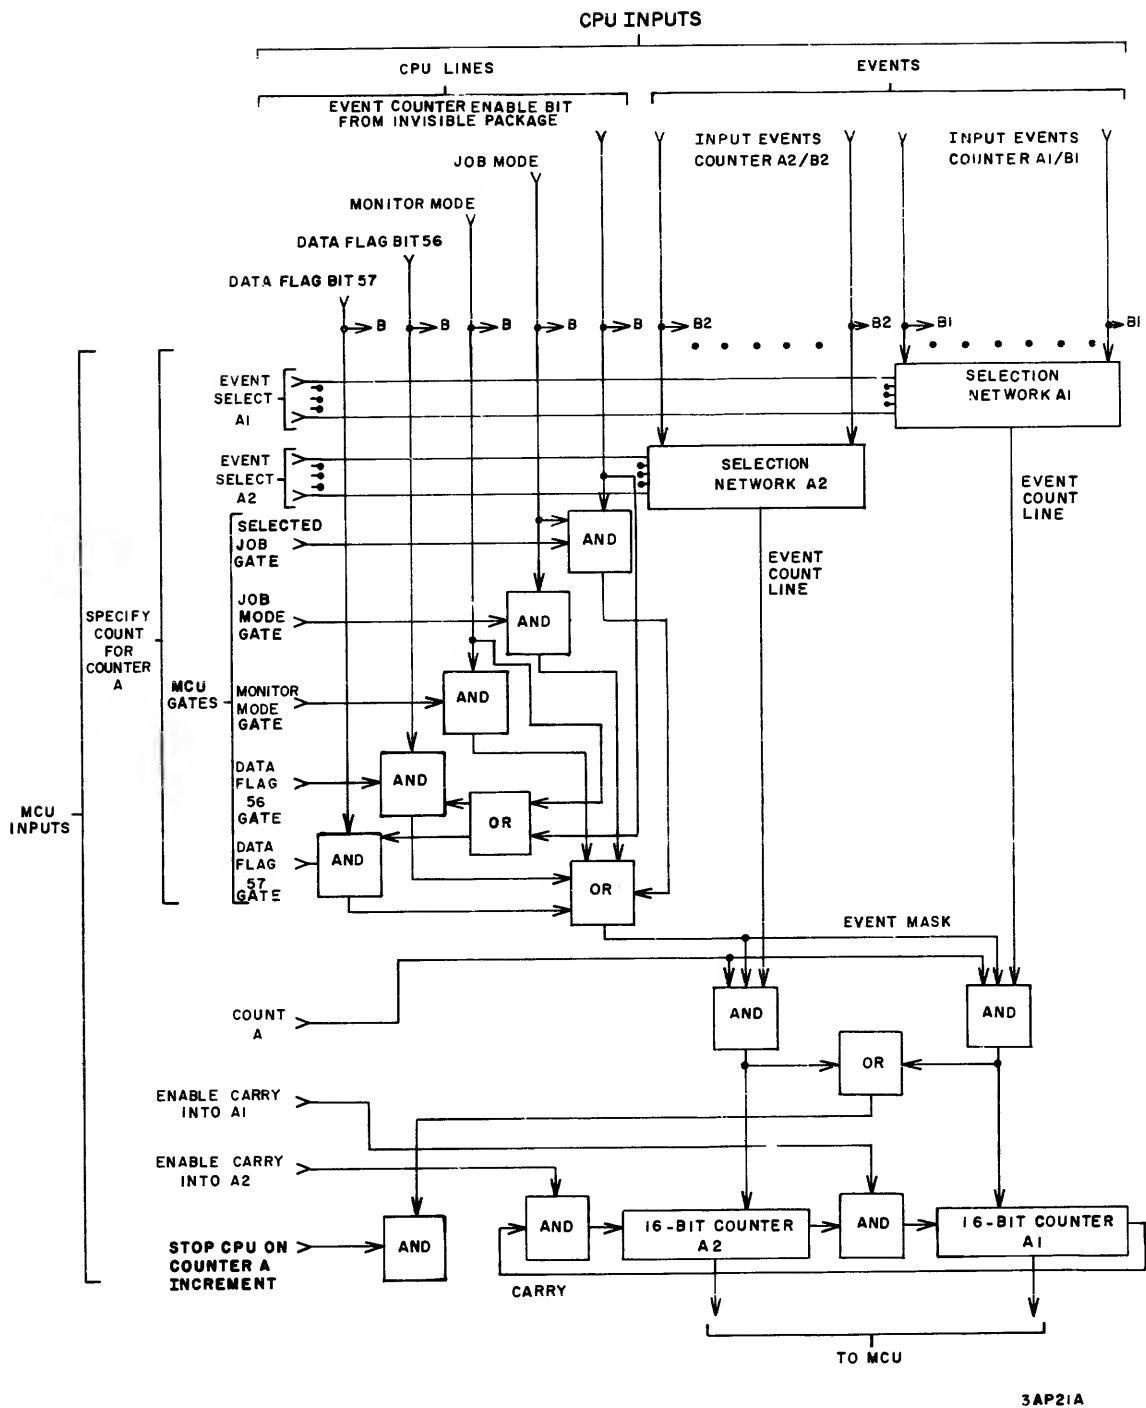 CPU INPUTS
CPU LINES
EVENTS
EVENT COUNTER ENABLE BIT
FROM INVISIBLE PACKAGE
INPUT EVENTS
COUNTER A2/B2
INPUT EVENTS
COUNTER A1/B1
JOB MODE
MONITOR MODE
DATA FLAG BIT 56
DATA FLAG BIT 57
B
B
B
B
B
B2
B2
B1
B1
EVENT
SELECT
A1
SELECTION
NETWORK A1
EVENT
SELECT
A2
SELECTION
NETWORK A2
EVENT
COUNT
LINE
EVENT
COUNT
LINE
SELECTED
JOB
GATE
AND
JOB
MODE
GATE
AND
SPECIFY
COUNT
FOR
COUNTER
A
MCU
GATES
MONITOR
MODE
GATE
AND
DATA
FLAG
56
GATE
AND
OR
MCU
INPUTS
DATA
FLAG
57
GATE
AND
OR
EVENT MASK
COUNT
A
AND
AND
OR
ENABLE CARRY
INTO A1
ENABLE CARRY
INTO A2
AND
16-BIT COUNTER
A2
AND
16-BIT COUNTER
A1
STOP CPU ON
COUNTER A
INCREMENT
AND
CARRY
TO MCU
3AP21A